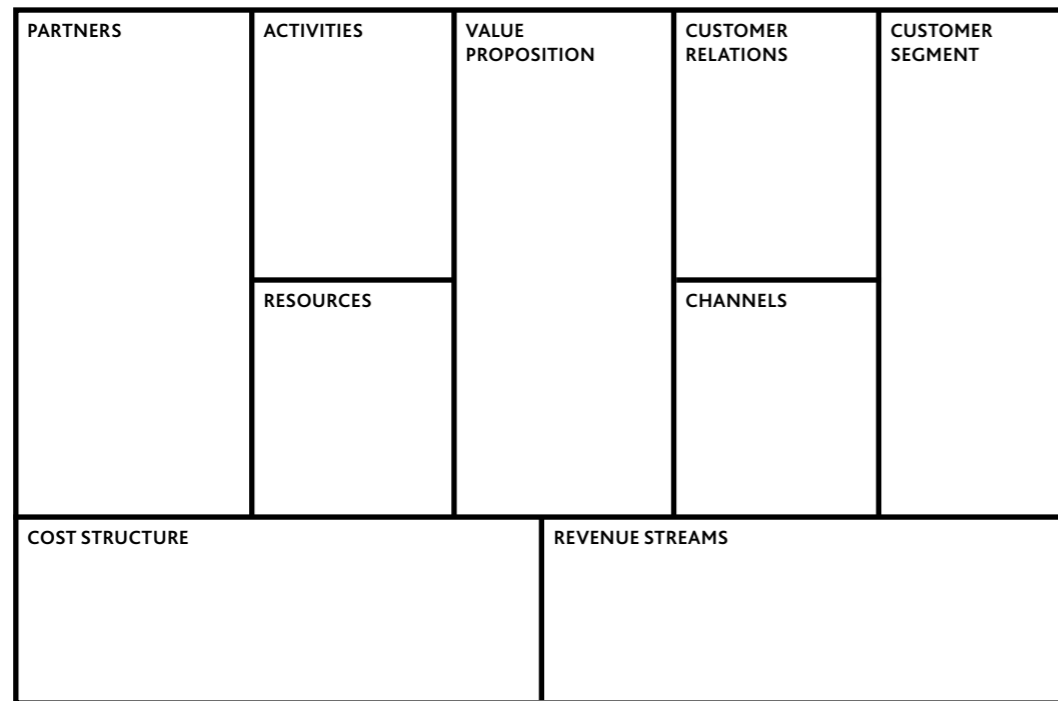 PARTNERS
ACTIVITIES
VALUE
PROPOSITION
CUSTOMER
RELATIONS
CUSTOMER
SEGMENT
RESOURCES
CHANNELS
COST STRUCTURE
REVENUE STREAMS